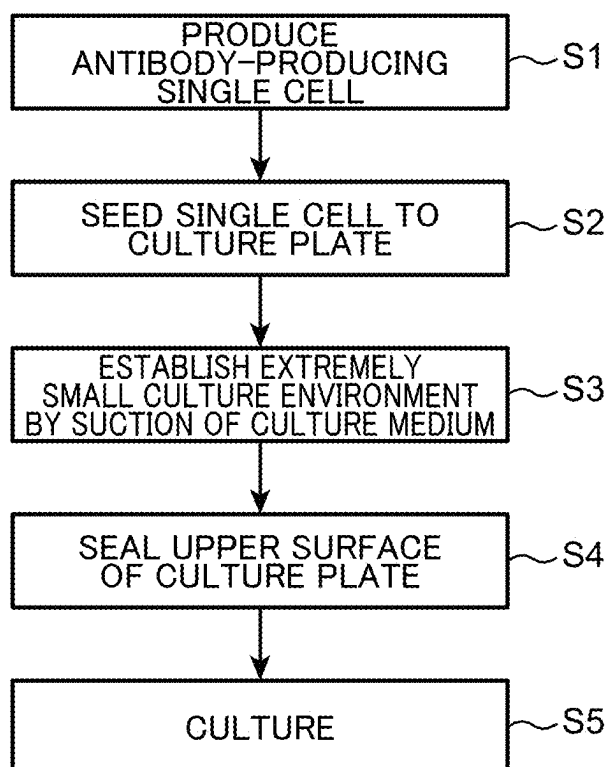 PRODUCE
ANTIBODY-PRODUCING
SINGLE CELL
S1
SEED SINGLE CELL TO
CULTURE PLATE
S2
ESTABLISH EXTREMELY
SMALL CULTURE ENVIRONMENT
BY SUCTION OF CULTURE MEDIUM
S3
SEAL UPPER SURFACE
OF CULTURE PLATE
S4
CULTURE
S5